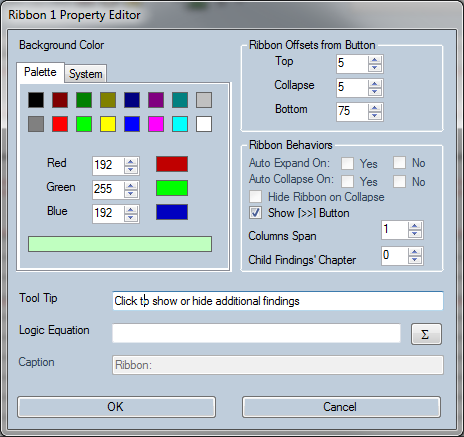 Ribbon 1 Property Editor
Background Color
Palette System
Red 192
Green 255
Blue 192
Ribbon Offsets from Button
Top 5
Collapse 5
Bottom 75
Ribbon Behaviors
Auto Expand On: Yes No
Auto Collapse On: Yes No
Hide Ribbon on Collapse
Show [>>] Button
Columns Span 1
Child Findings' Chapter 0
Tool Tip Click to show or hide additional findings
Logic Equation Σ
Caption Ribbon:
OK Cancel